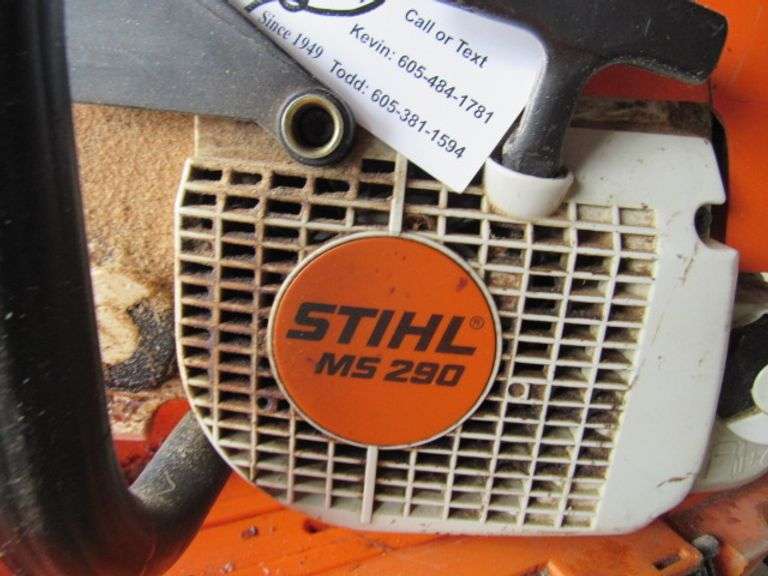 Call or Text
Kevin: 605-484-1781
Since 1949
Todd: 605-381-1594
STIHL®
MS 290